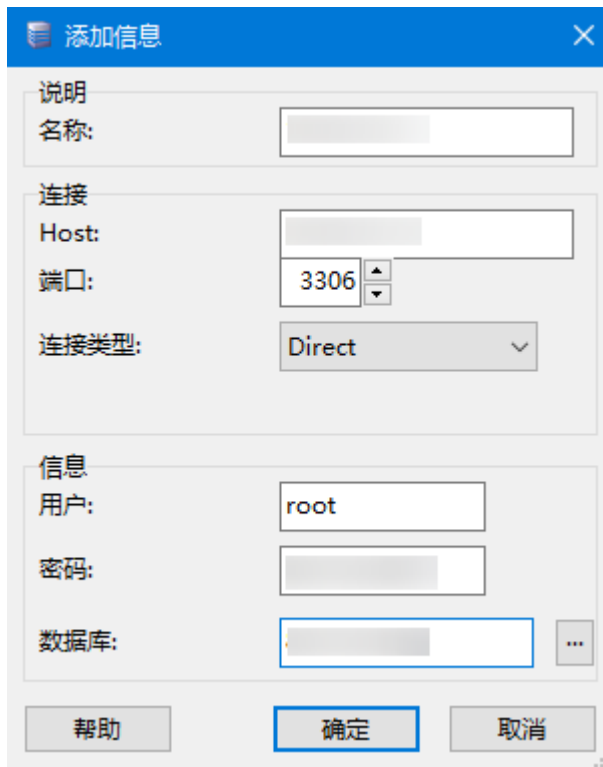 添加信息
说明
名称:
连接
Host:
端口: 3306
连接类型: Direct
信息
用户: root
密码:
数据库: ...
帮助 确定 取消